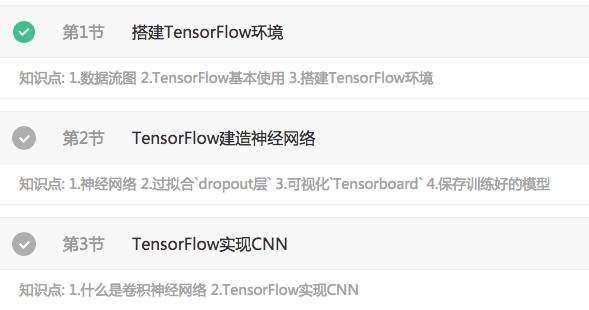 第1节 搭建TensorFlow环境
知识点: 1.数据流图 2.TensorFlow基本使用 3.搭建TensorFlow环境
第2节 TensorFlow建造神经网络
知识点: 1.神经网络 2.过拟合`dropout层` 3.可视化`Tensorboard` 4.保存训练好的模型
第3节 TensorFlow实现CNN
知识点: 1.什么是卷积神经网络 2.TensorFlow实现CNN